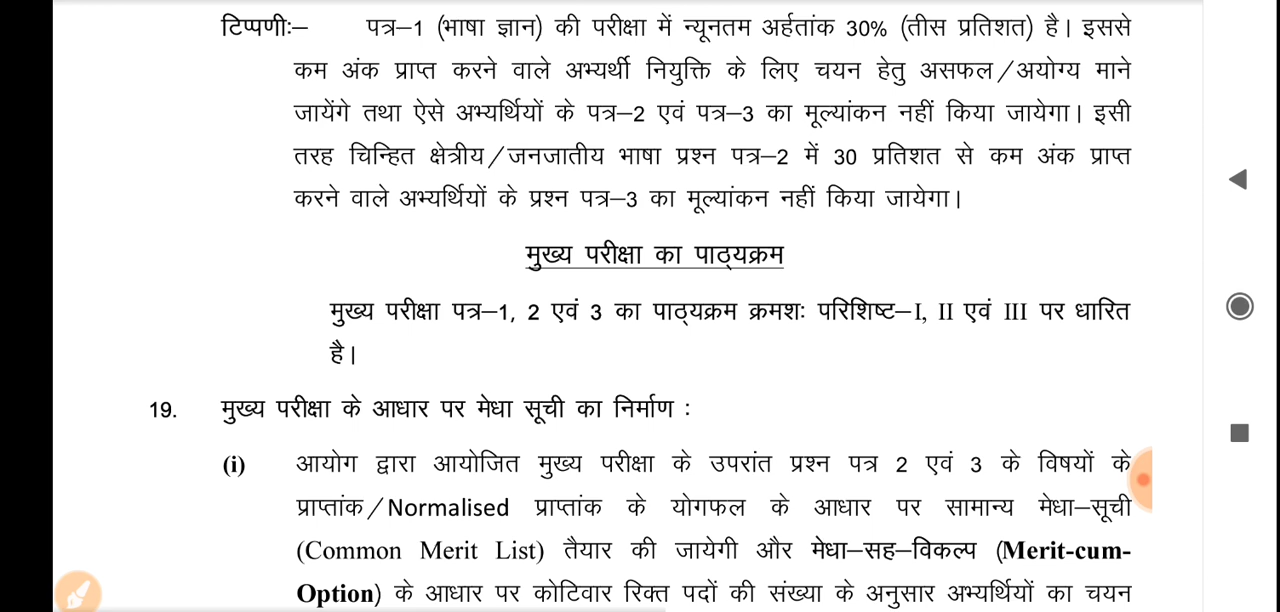 टिप्पणीः– पत्र–1 (भाषा ज्ञान) की परीक्षा में न्यूनतम अर्हतांक 30% (तीस प्रतिशत) है। इससे
कम अंक प्राप्त करने वाले अभ्यर्थी नियुक्ति के लिए चयन हेतु असफल/अयोग्य माने
जायेंगे तथा ऐसे अभ्यर्थियों के पत्र–2 एवं पत्र–3 का मूल्यांकन नहीं किया जायेगा। इसी
तरह चिन्हित क्षेत्रीय/जनजातीय भाषा प्रश्न पत्र–2 में 30 प्रतिशत से कम अंक प्राप्त
करने वाले अभ्यर्थियों के प्रश्न पत्र–3 का मूल्यांकन नहीं किया जायेगा।
मुख्य परीक्षा का पाठ्यक्रम
मुख्य परीक्षा पत्र–1, 2 एवं 3 का पाठ्यक्रम क्रमशः परिशिष्ट–I, II एवं III पर धारित
है।
19. मुख्य परीक्षा के आधार पर मेधा सूची का निर्माण :
(i) आयोग द्वारा आयोजित मुख्य परीक्षा के उपरांत प्रश्न पत्र 2 एवं 3 के विषयों के
प्राप्तांक/Normalised प्राप्तांक के योगफल के आधार पर सामान्य मेधा–सूची
(Common Merit List) तैयार की जायेगी और मेधा–सह–विकल्प (Merit-cum-
Option) के आधार पर कोटिवार रिक्त पदों की संख्या के अनुसार अभ्यर्थियों का चयन